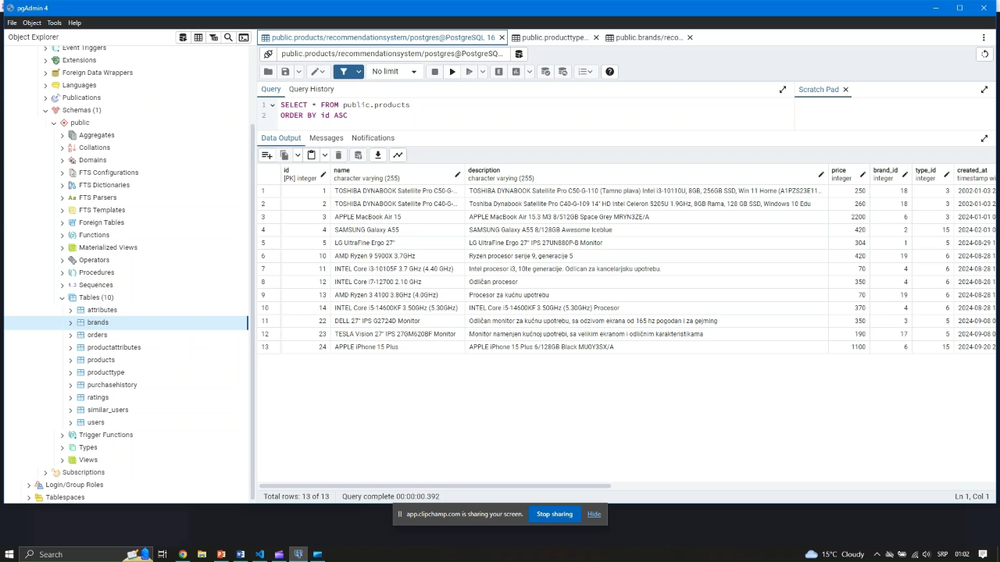 pgAdmin 4
File Object Tools Help
Object Explorer
public.products/recommendationsystem/postgres@PostgreSQL 16
public.producttype...
public.brands/reco...
Event Triggers
Extensions
Foreign Data Wrappers
Languages
Publications
Schemas (1)
public
Aggregates
Collations
Domains
FTS Configurations
FTS Dictionaries
FTS Parsers
FTS Templates
Foreign Tables
Functions
Materialized Views
Operators
Procedures
Sequences
Tables (10)
attributes
brands
orders
productattributes
products
producttype
purchasehistory
ratings
similar_users
users
Trigger Functions
Types
Views
Subscriptions
Login/Group Roles
Tablespaces
public.products/recommendationsystem/postgres@PostgreSQ...
No limit
Query Query History
Scratch Pad
1 SELECT * FROM public.products
2 ORDER BY id ASC
Data Output Messages Notifications
id name description price brand_id type_id created_at
[PK] integer character varying (255) character varying (255) integer integer integer timestamp wi
1 1 TOSHIBA DYNABOOK Satellite Pro C50-G-... TOSHIBA DYNABOOK Satellite Pro C50-G-110 (Tamno plava) Intel i3-10110U, 8GB, 256GB SSD, Win 11 Home (A1PZS23E11... 250 18 3 2002-01-03 2
2 2 TOSHIBA DYNABOOK Satellite Pro C40-G-... Toshiba Dynabook Satellite Pro C40-G-109 14" HD Intel Celeron 5205U 1.9GHz, 8GB Rama, 128 GB SSD, Windows 10 Edu 260 18 3 2024-01-03 2
3 3 APPLE MacBook Air 15 APPLE MacBook Air 15.3 M3 8/512GB Space Grey MRYN3ZE/A 2200 6 3 2024-01-03 0
4 4 SAMSUNG Galaxy A55 SAMSUNG Galaxy A55 8/128GB Awesome Iceblue 420 2 15 2024-08-28 0
5 5 LG UltraFine Ergo 27" LG UltraFine Ergo 27" IPS 27UN880P-B Monitor 304 1 5 2024-08-29 1
6 10 AMD Ryzen 9 5900X 3.7GHz Ryzen procesor serije 9, generacije 5 420 19 6 2024-08-28 1
7 11 INTEL Core i3-10105F 3.7 GHz (4.40 GHz) Intel procesor i3, 10te generacije. Odlican za kancelarjsku upotrebu. 70 4 6 2024-08-28 1
8 12 INTEL Core i7-12700 2.10 GHz Odličan procesor 350 4 6 2024-08-28 1
9 13 AMD Ryzen 3 4100 3.8GHz (4.0GHz) Procesor za kućnu upotrebu 70 19 6 2024-08-28 1
10 14 INTEL Core i5-14600KF 3.50GHz (5.30GHz) INTEL Core i5-14600KF 3.50GHz (5.30GHz) Procesor 370 4 6 2024-08-28 1
11 22 DELL 27" IPS G2724D Monitor Odličan monitor za kućnu upotrebu, sa odzivom ekrana od 165 hz pogodan i za gejming 350 3 5 2024-09-08 0
12 23 TESLA Vision 27" IPS 27GM620BF Monitor Monitor namenjen kućnoj upotrebi, sa velikim ekranom i odličnim karakteristikama 190 17 5 2024-09-08 0
13 24 APPLE iPhone 15 Plus APPLE iPhone 15 Plus 6/128GB Black MU0Y3SX/A 1100 6 15 2024-09-20 0
Total rows: 13 of 13 Query complete 00:00:00.392 Ln 1, Col 1
app.clipchamp.com is sharing your screen. Stop sharing Hide
Search 15°C Cloudy SRP 01:02